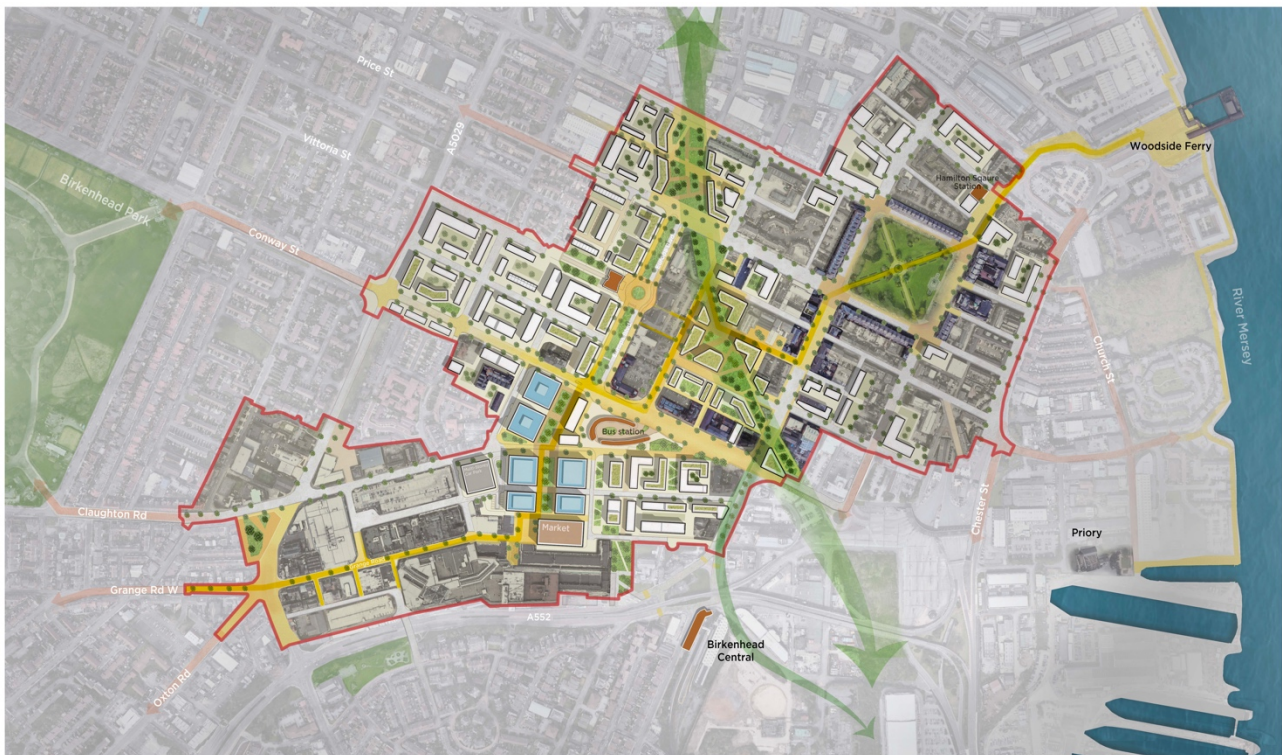 Price St
Vittoria St
A5029
Woodside Ferry
Hamilton Sqaure
Station
Birkenhead Park
Conway St
River Mersey
Church St
Bus station
Claughton Rd
Market
Chester St
Priory
Grange Rd W
A552
Birkenhead
Central
Oxton Rd